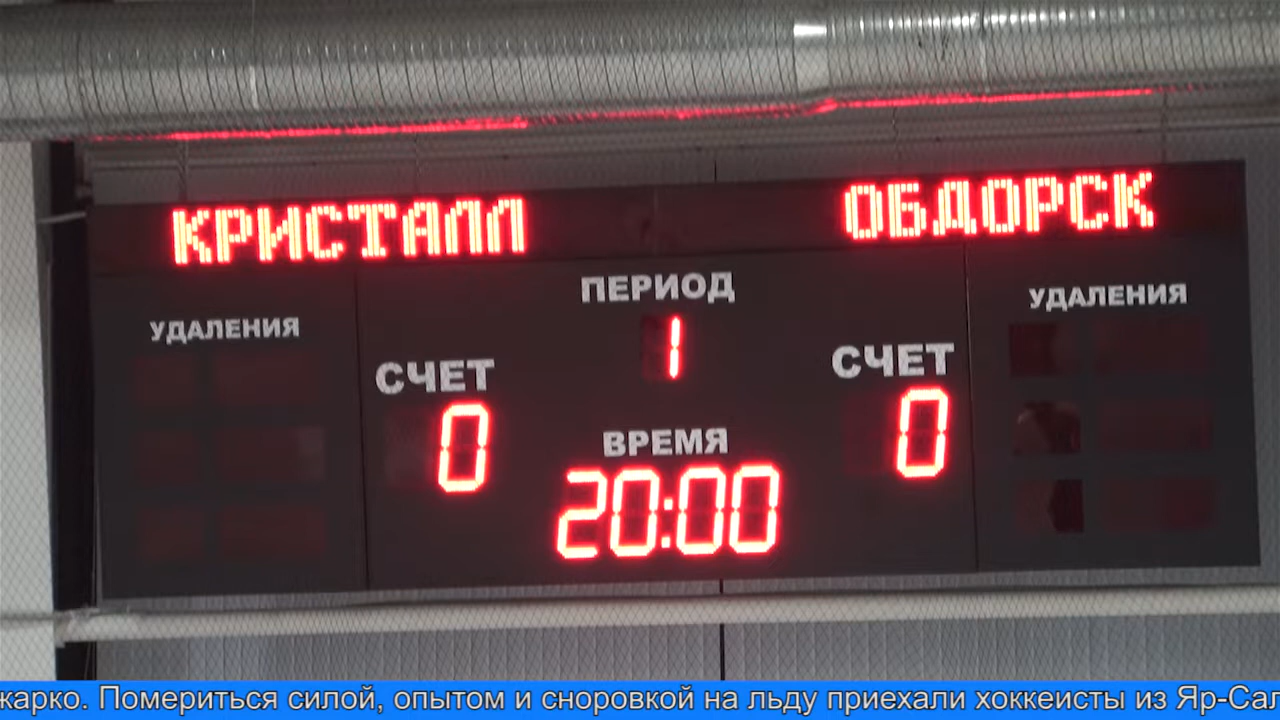 КРИСТАЛЛ ОБДОРСК
ПЕРИОД
УДАЛЕНИЯ УДАЛЕНИЯ
1
СЧЕТ СЧЕТ
0 0
ВРЕМЯ
20:00
жарко. Помериться силой, опытом и сноровкой на льду приехали хоккеисты из Яр-Сал